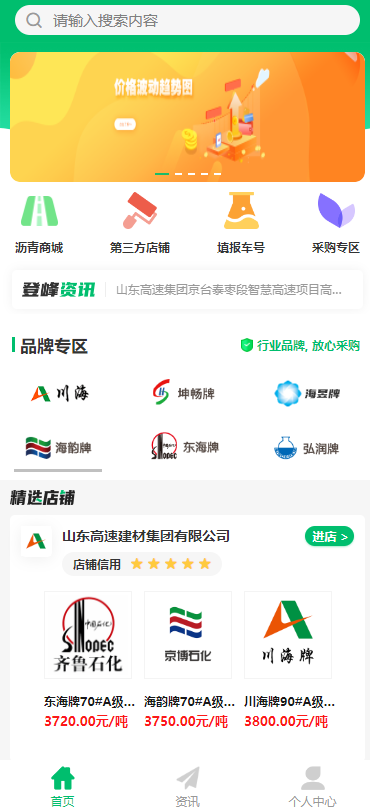 请输入搜索内容
价格波动趋势图
沥青商城 第三方店铺 填报车号 采购专区
登峰资讯 山东高速集团京台泰枣段智慧高速项目高...
品牌专区 行业品牌, 放心采购
川海 坤畅牌 海昱牌
海韵牌 东海牌 弘润牌
精选店铺
山东高速建材集团有限公司 进店 >
店铺信用
中国石化
SINOPEC
齐鲁石化 京博石化 川海牌
东海牌70#A级... 海韵牌70#A级... 川海牌90#A级...
3720.00元/吨 3750.00元/吨 3800.00元/吨
首页 资讯 个人中心